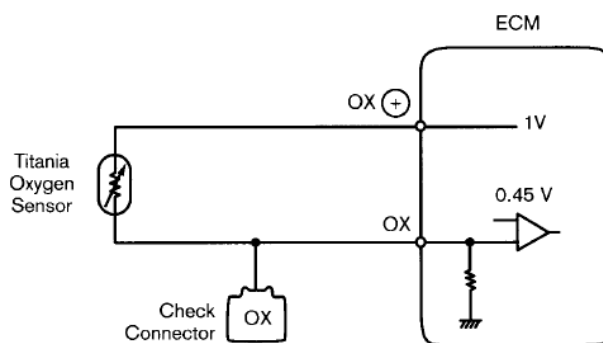 ECM
OX +
1V
Titania
Oxygen
Sensor
0.45 V
OX
Check
Connector
OX